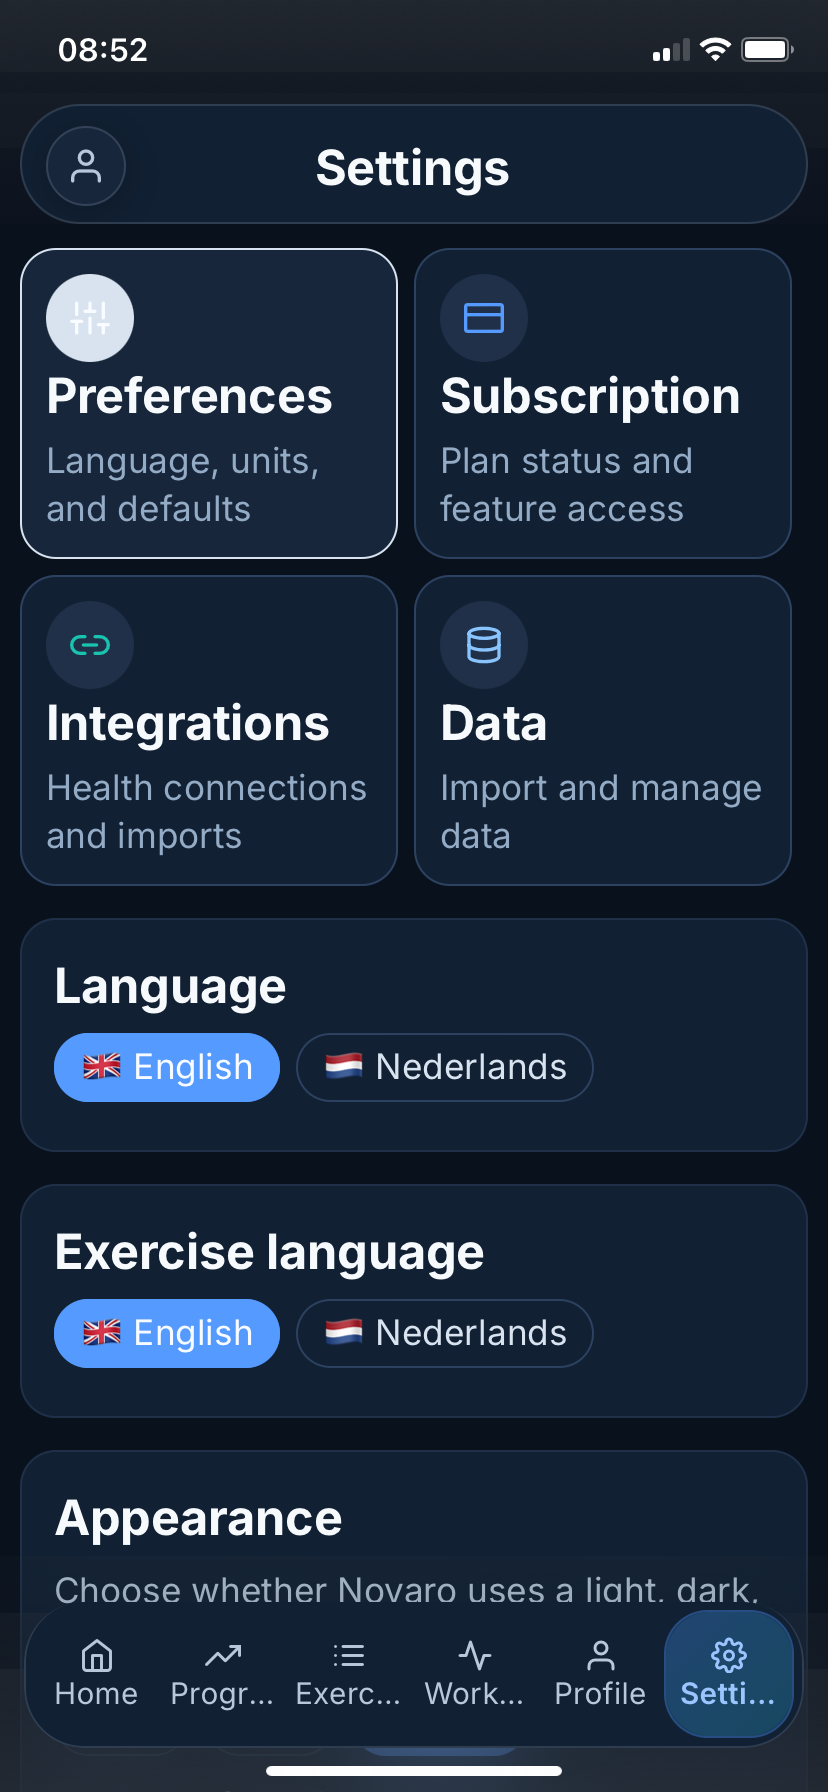 08:52
Settings
Preferences
Language, units,
and defaults
Subscription
Plan status and
feature access
Integrations
Health connections
and imports
Data
Import and manage
data
Language
🇬🇧 English
🇳🇱 Nederlands
Exercise language
🇬🇧 English
🇳🇱 Nederlands
Appearance
Choose whether Novaro uses a light, dark,
Home
Progr...
Exerc...
Work...
Profile
Setti...